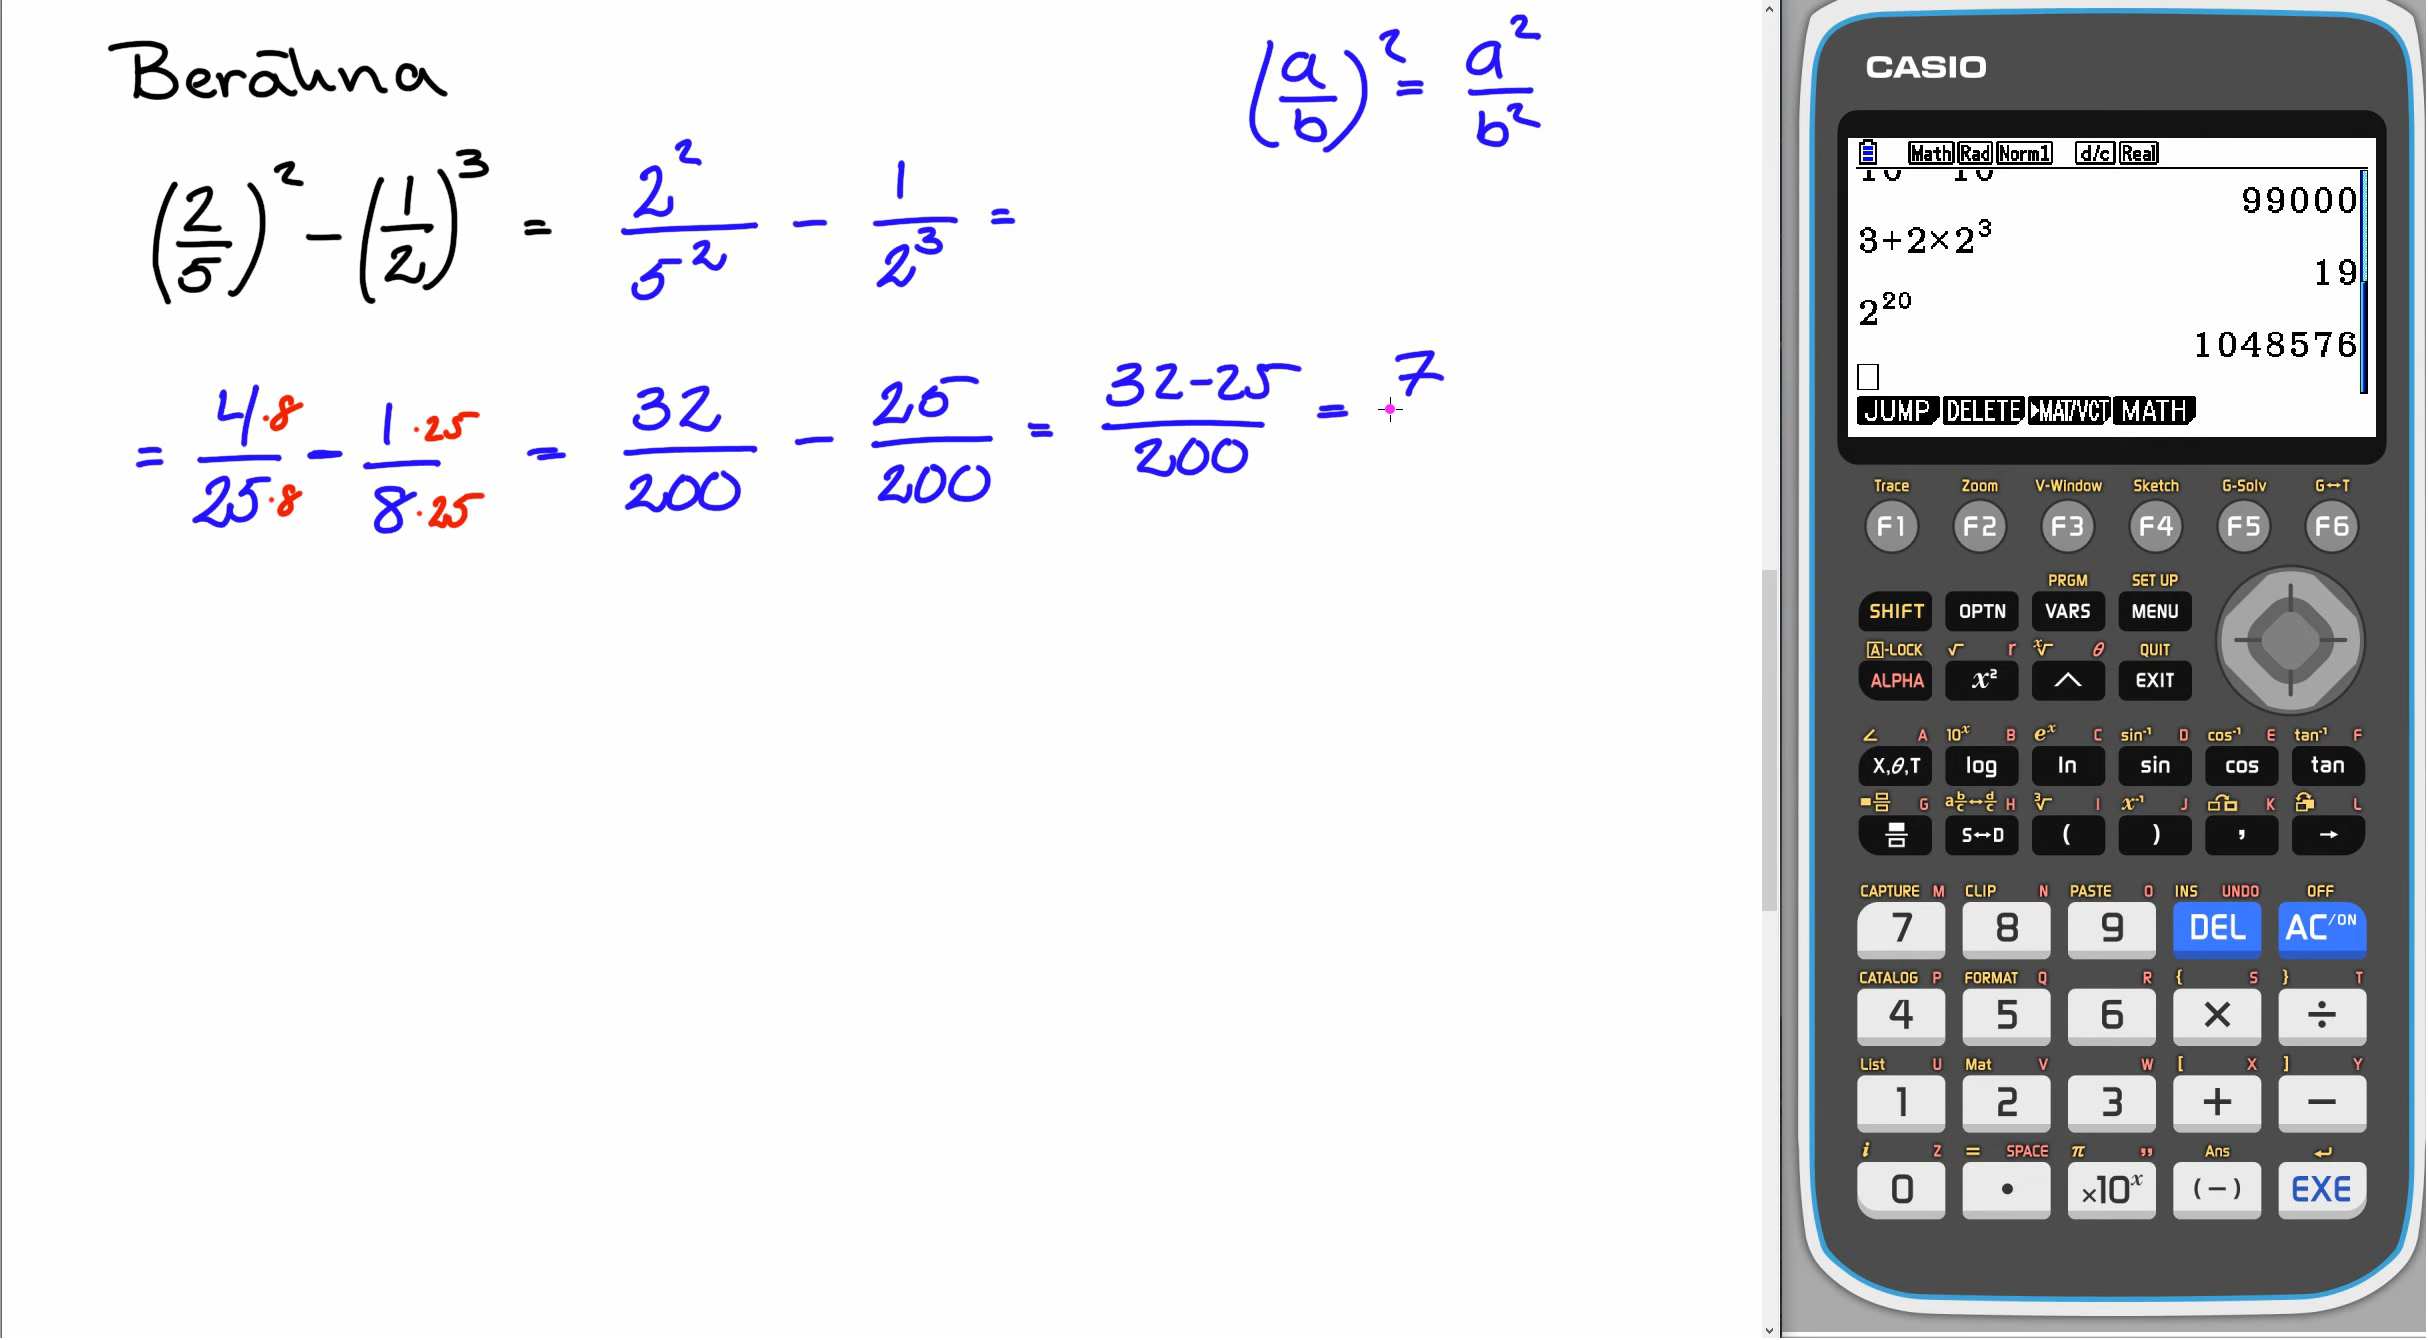 Beräkna
(a/b)² = a²/b²
(2/5)² - (1/2)³ = 2²/5² - 1/2³ =
= 4·8/25·8 - 1·25/8·25 = 32/200 - 25/200 = 32-25/200 = 7
CASIO
Math Rad Norm1 d/c Real
99000
3+2×2³
19
2²⁰
1048576
JUMP DELETE ▶MAT/VCT MATH
Trace Zoom V-Window Sketch G-Solv G↔T
F1 F2 F3 F4 F5 F6
PRGM SET UP
SHIFT OPTN VARS MENU
A-LOCK √ r ˣ√ θ QUIT
ALPHA x² ^ EXIT
∠ A 10ˣ B eˣ C sin⁻¹ D cos⁻¹ E tan⁻¹ F
X,θ,T log ln sin cos tan
G a b/c↔d/c H ³√ I x⁻¹ J K L
S↔D ( ) , →
CAPTURE M CLIP N PASTE O INS UNDO OFF
7 8 9 DEL AC/ON
CATALOG P FORMAT Q R { S } T
4 5 6 × ÷
List U Mat V W [ X ] Y
1 2 3 + −
i Z = SPACE π " Ans ↵
0 • ×10ˣ (−) EXE